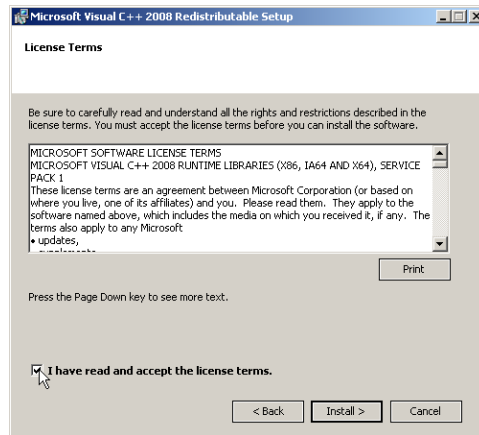 Microsoft Visual C++ 2008 Redistributable Setup
License Terms
Be sure to carefully read and understand all the rights and restrictions described in the
license terms. You must accept the license terms before you can install the software.
MICROSOFT SOFTWARE LICENSE TERMS
MICROSOFT VISUAL C++ 2008 RUNTIME LIBRARIES (X86, IA64 AND X64), SERVICE
PACK 1
These license terms are an agreement between Microsoft Corporation (or based on
where you live, one of its affiliates) and you.  Please read them.  They apply to the
software named above, which includes the media on which you received it, if any.  The
terms also apply to any Microsoft
• updates,
Print
Press the Page Down key to see more text.
I have read and accept the license terms.
< Back
Install >
Cancel